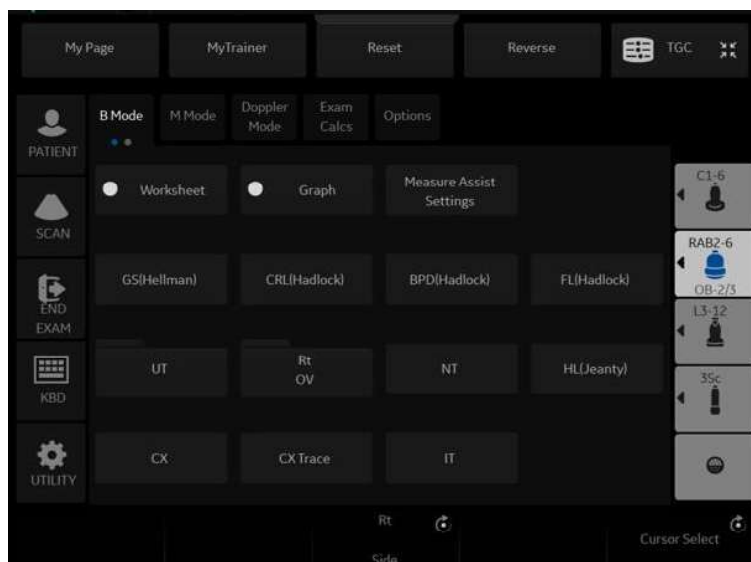 My Page
MyTrainer
Reset
Reverse
TGC
PATIENT
SCAN
END
EXAM
KBD
UTILITY
B Mode
M Mode
Doppler
Mode
Exam
Calcs
Options
Worksheet
Graph
Measure Assist
Settings
GS(Hellman)
CRL(Hadlock)
BPD(Hadlock)
FL(Hadlock)
UT
Rt
OV
NT
HL(Jeanty)
CX
CX Trace
IT
C1-6
RAB2-6
OB-2/3
L3-12
3Sc
Rt
Side
Cursor Select